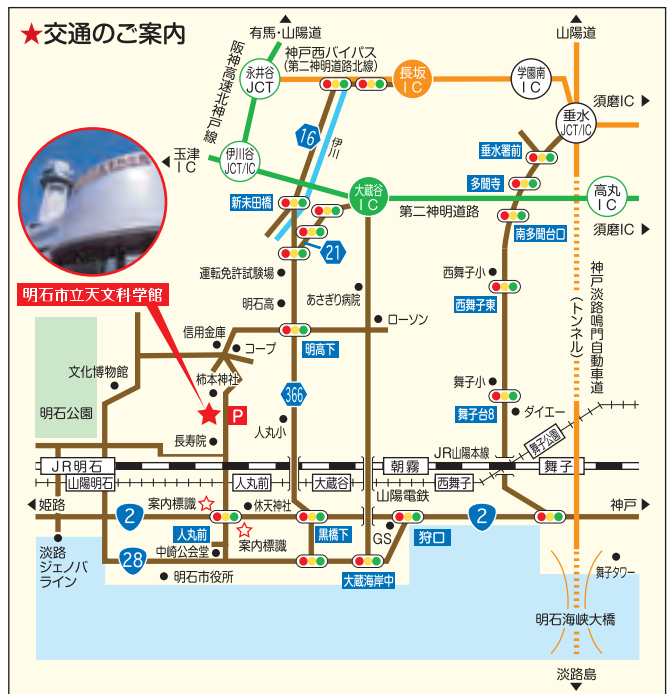 ★交通のご案内
有馬・山陽道
山陽道
神戸西バイパス
(第二神明道路北線)
阪神高速北神戸線
永井谷
JCT
長坂
IC
学園南
IC
須磨IC
垂水
JCT/IC
16
伊川
玉津
IC
伊川谷
JCT/IC
垂水署前
多聞寺
大蔵谷
IC
高丸
IC
新未田橋
第二神明道路
南多聞台口
須磨IC
21
運転免許試験場
あさぎり病院
西舞子小
西舞子東
神戸淡路鳴門自動車道
(トンネル)
明石市立天文科学館
明石高
ローソン
信用金庫
コープ
明高下
文化博物館
柿本神社
366
舞子小
明石公園
P
人丸小
舞子台8
ダイエー
長寿院
JR山陽本線
舞子公園
JR明石
朝霧
舞子
山陽明石
人丸前
大蔵谷
西舞子
山陽電鉄
姫路
案内標識
休天神社
神戸
2
2
人丸前
黒橋下
GS
狩口
案内標識
淡路
ジェノバ
ライン
中崎公会堂
28
明石市役所
大蔵海岸中
舞子タワー
明石海峡大橋
淡路島